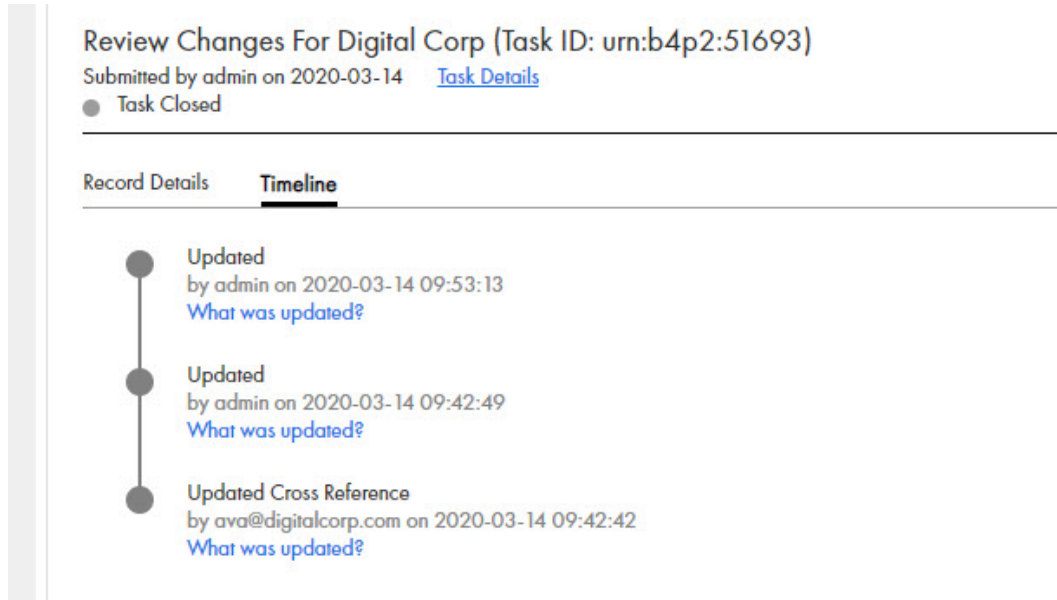 Review Changes For Digital Corp (Task ID: urn:b4p2:51693)
Submitted by admin on 2020-03-14 Task Details
Task Closed
Record Details Timeline
Updated
by admin on 2020-03-14 09:53:13
What was updated?
Updated
by admin on 2020-03-14 09:42:49
What was updated?
Updated Cross Reference
by ava@digitalcorp.com on 2020-03-14 09:42:42
What was updated?